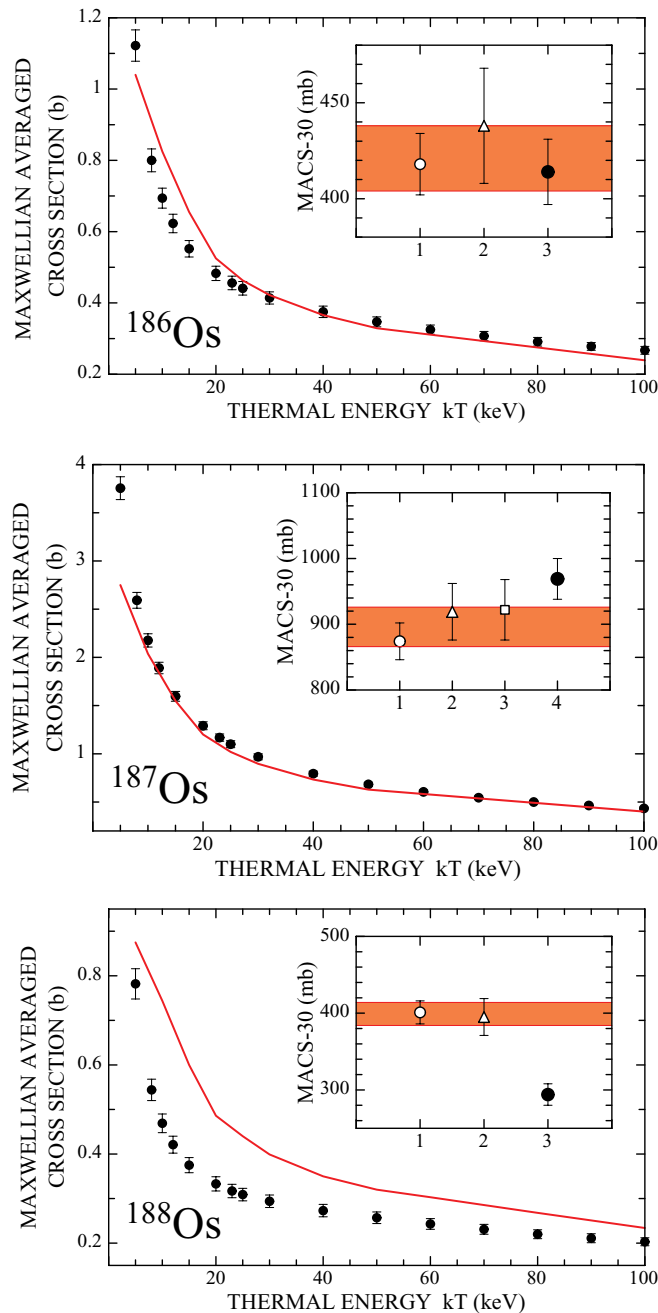 1.2
1
0.8
0.6
0.4
0.2
MAXWELLIAN AVERAGED
CROSS SECTION (b)
186Os
20 40 60 80 100
THERMAL ENERGY kT (keV)
MACS-30 (mb)
450
400
1 2 3
4
3
2
1
MAXWELLIAN AVERAGED
CROSS SECTION (b)
187Os
20 40 60 80 100
THERMAL ENERGY kT (keV)
MACS-30 (mb)
1100
1000
900
800
1 2 3 4
0.8
0.6
0.4
0.2
MAXWELLIAN AVERAGED
CROSS SECTION (b)
188Os
20 40 60 80 100
THERMAL ENERGY kT (keV)
MACS-30 (mb)
500
400
300
1 2 3